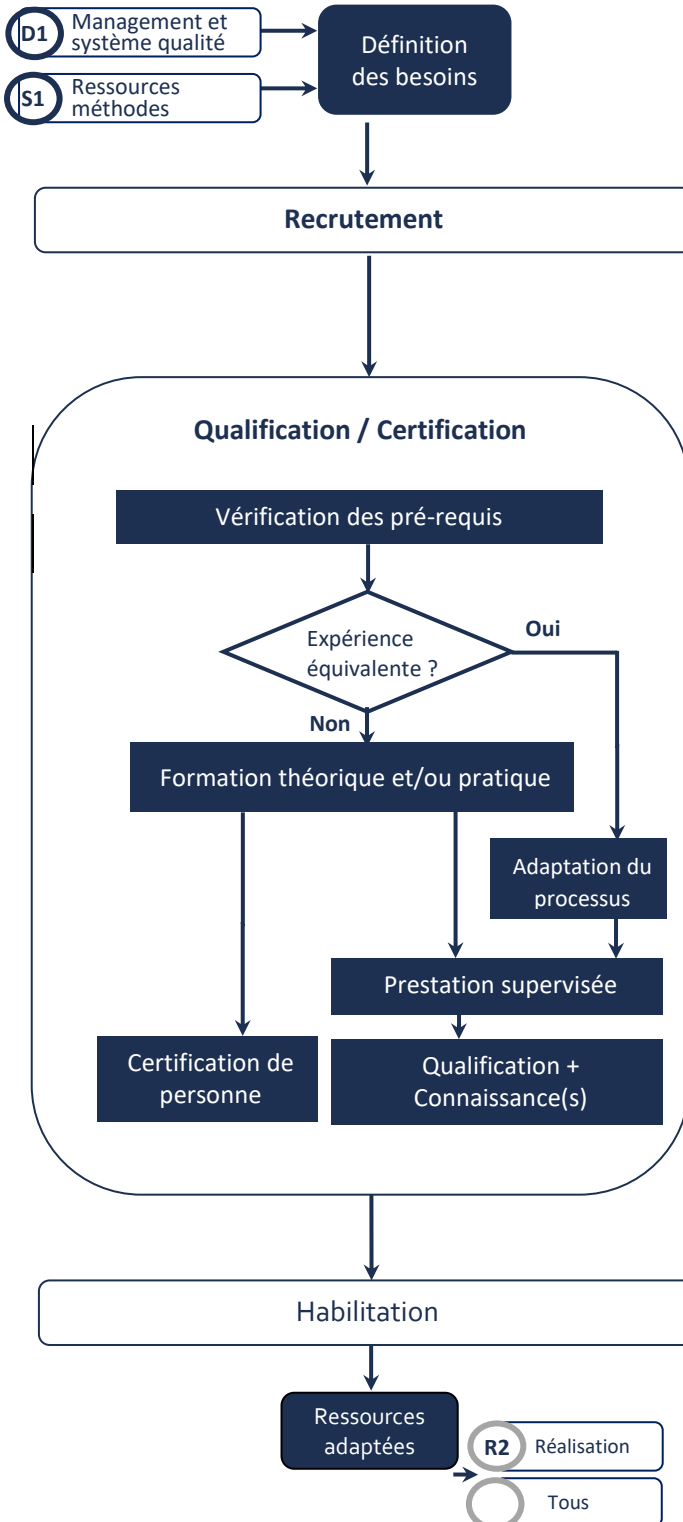 D1
Management et
système qualité
S1
Ressources
méthodes
Définition
des besoins
Recrutement
Qualification / Certification
Vérification des pré-requis
Expérience
équivalente ?
Oui
Non
Formation théorique et/ou pratique
Adaptation du
processus
Prestation supervisée
Certification de
personne
Qualification +
Connaissance(s)
Habilitation
Ressources
adaptées
R2
Réalisation
Tous